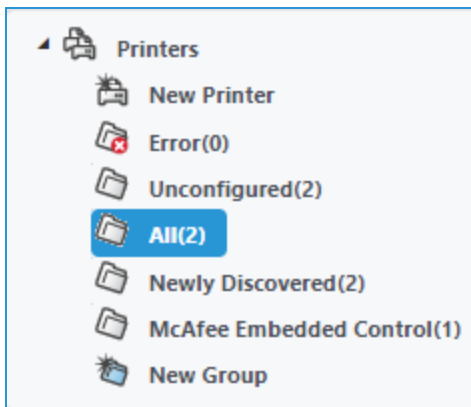 Printers
New Printer
Error(0)
Unconfigured(2)
All(2)
Newly Discovered(2)
McAfee Embedded Control(1)
New Group